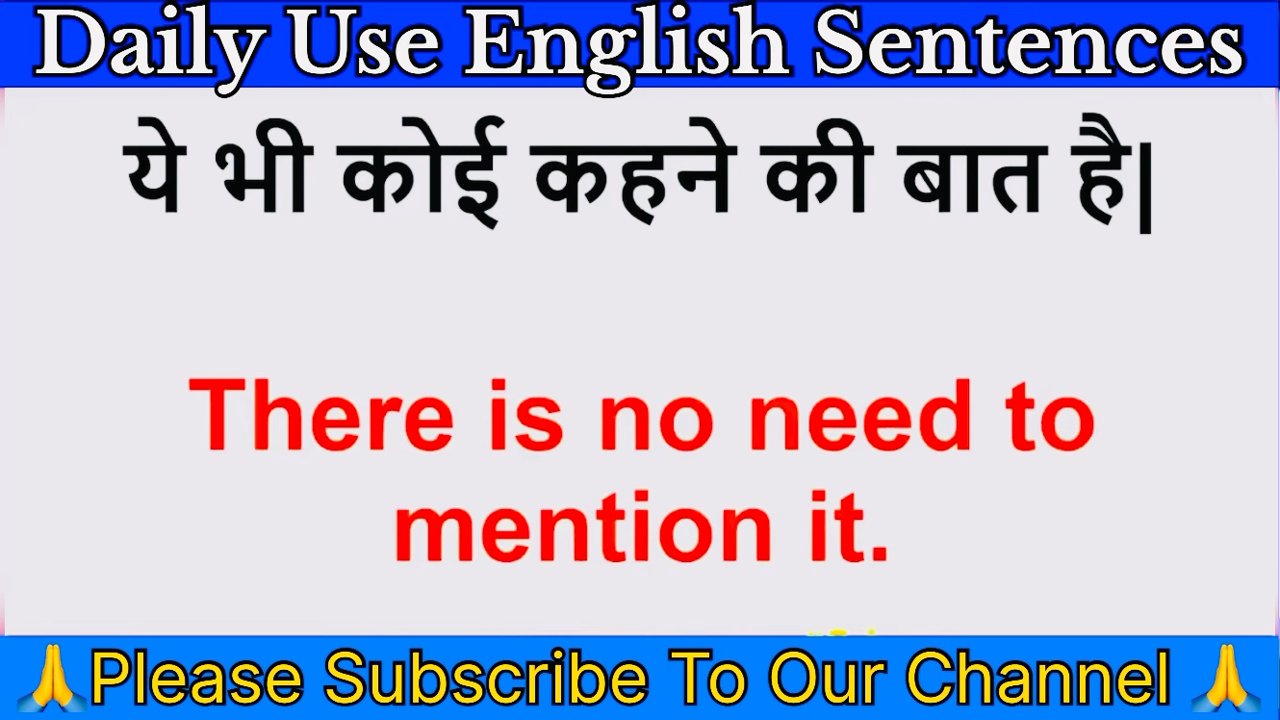 Daily Use English Sentences
ये भी कोई कहने की बात है|
There is no need to
mention it.
🙏Please Subscribe To Our Channel 🙏